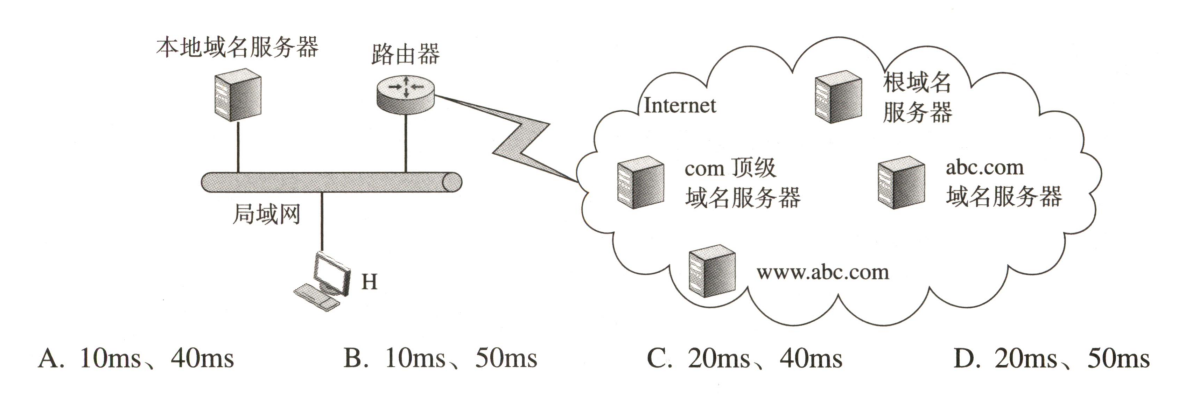 本地域名服务器
路由器
Internet
根域名
服务器
com 顶级
域名服务器
abc.com
域名服务器
局域网
H
www.abc.com
A. 10ms、40ms B. 10ms、50ms C. 20ms、40ms D. 20ms、50ms